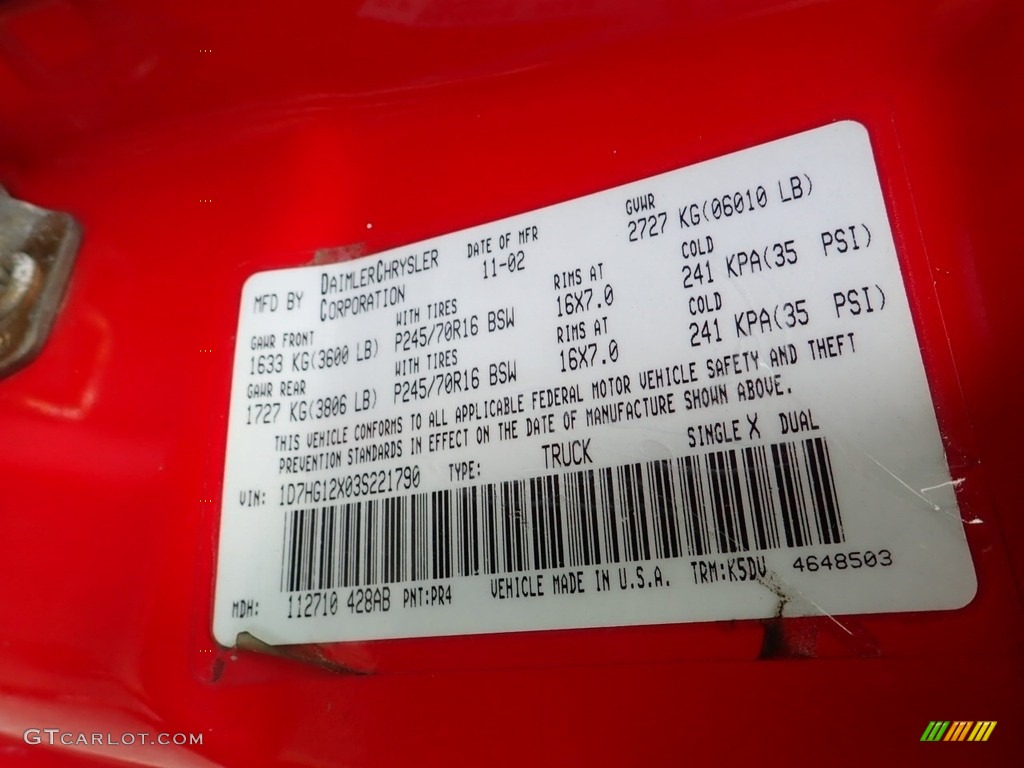 MFD BY DAIMLERCHRYSLER CORPORATION
DATE OF MFR 11-02
GVWR 2727 KG(06010 LB)
GAWR FRONT 1633 KG(3600 LB)
WITH TIRES P245/70R16 BSW
RIMS AT 16X7.0
COLD 241 KPA(35 PSI)
GAWR REAR 1727 KG(3806 LB)
WITH TIRES P245/70R16 BSW
RIMS AT 16X7.0
COLD 241 KPA(35 PSI)
THIS VEHICLE CONFORMS TO ALL APPLICABLE FEDERAL MOTOR VEHICLE SAFETY AND THEFT
PREVENTION STANDARDS IN EFFECT ON THE DATE OF MANUFACTURE SHOWN ABOVE.
VIN: 1D7HG12X03S221790 TYPE: TRUCK SINGLE X DUAL
MDH: 112710 428AB PNT:PR4 VEHICLE MADE IN U.S.A. TRM:K5DV 4648503
GTCARLOT.COM